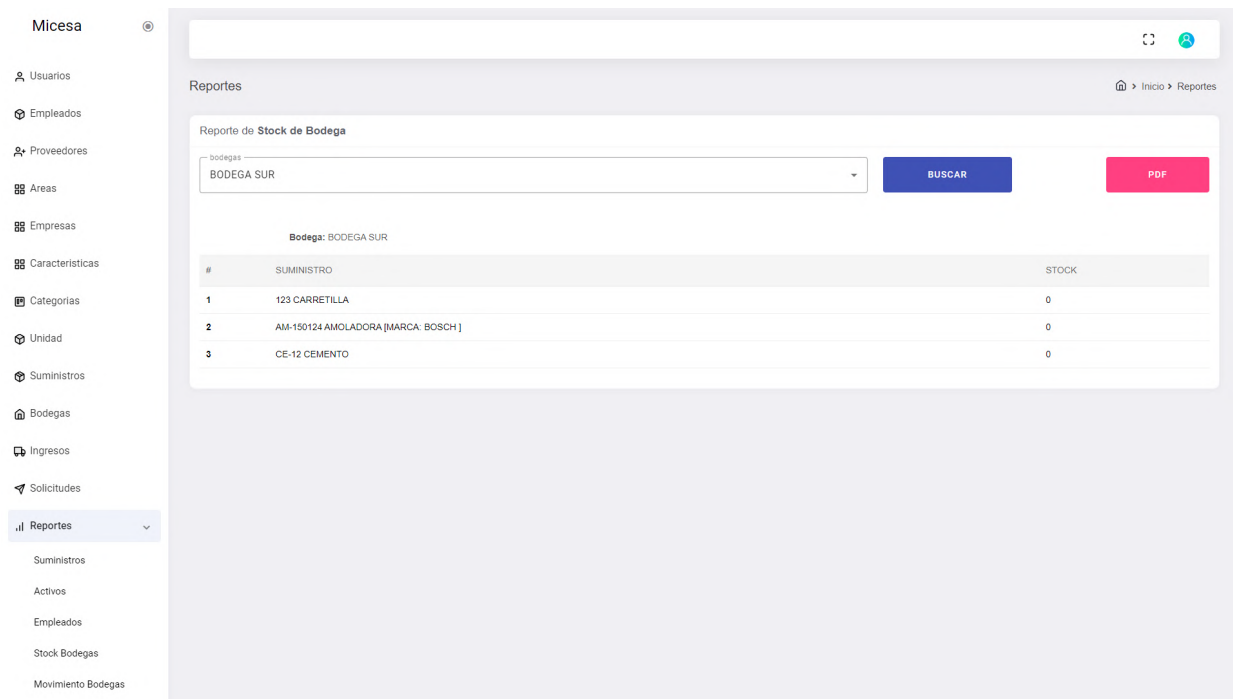 Micesa
Usuarios
Empleados
Proveedores
Areas
Empresas
Caracteristicas
Categorias
Unidad
Suministros
Bodegas
Ingresos
Solicitudes
Reportes
Suministros
Activos
Empleados
Stock Bodegas
Movimiento Bodegas
Reportes
Inicio > Reportes
Reporte de Stock de Bodega
bodegas
BODEGA SUR
BUSCAR
PDF
Bodega: BODEGA SUR
# SUMINISTRO STOCK
1 123 CARRETILLA 0
2 AM-150124 AMOLADORA [MARCA: BOSCH ] 0
3 CE-12 CEMENTO 0